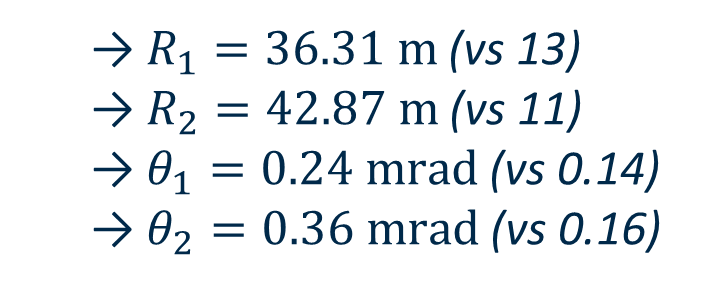 → R₁ = 36.31 m (vs 13)
→ R₂ = 42.87 m (vs 11)
→ θ₁ = 0.24 mrad (vs 0.14)
→ θ₂ = 0.36 mrad (vs 0.16)